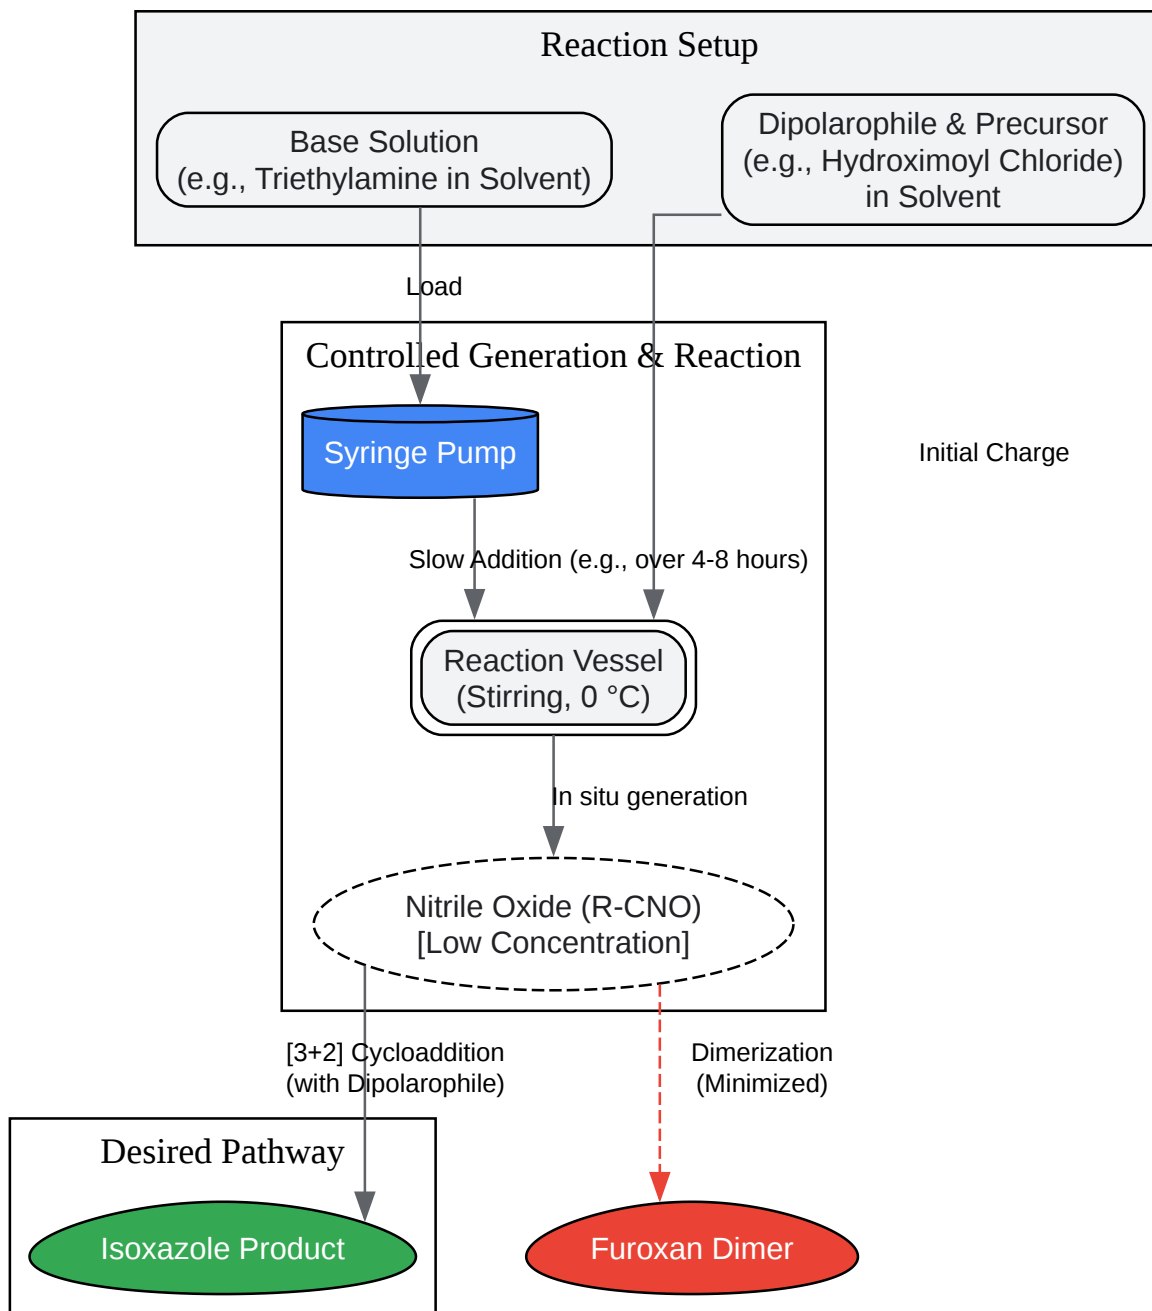 Reaction Setup
Base Solution
(e.g., Triethylamine in Solvent)
Dipolarophile & Precursor
(e.g., Hydroximoyl Chloride)
in Solvent
Load
Controlled Generation & Reaction
Syringe Pump
Initial Charge
Slow Addition (e.g., over 4-8 hours)
Reaction Vessel
(Stirring, 0 °C)
In situ generation
Nitrile Oxide (R-CNO)
[Low Concentration]
[3+2] Cycloaddition
(with Dipolarophile)
Dimerization
(Minimized)
Desired Pathway
Isoxazole Product
Furoxan Dimer